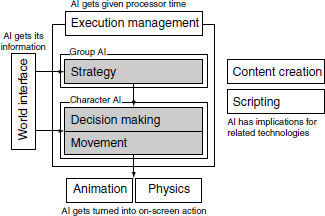 AI gets given processor time
Execution management
AI gets its
information
Group AI
Strategy
World interface
Character AI
Decision making
Movement
Animation
Physics
AI gets turned into on-screen action
Content creation
Scripting
AI has implications for
related technologies